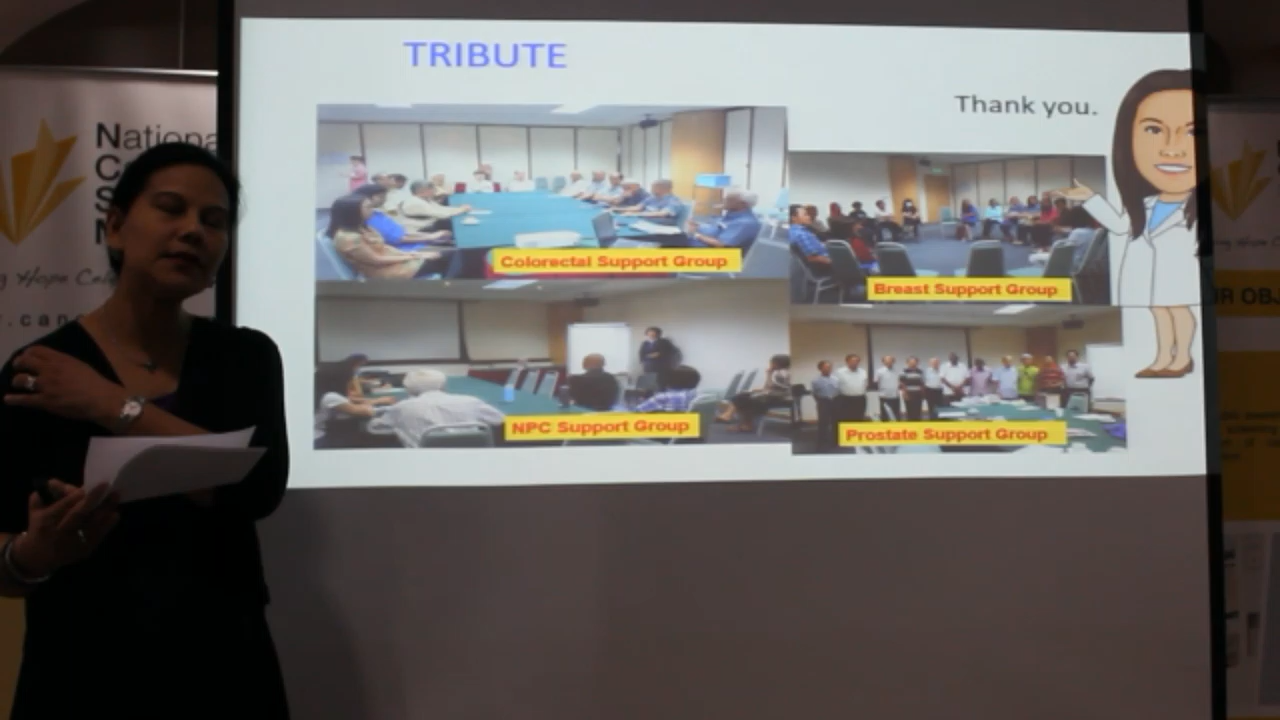 TRIBUTE
Thank you.
Colorectal Support Group
Breast Support Group
NPC Support Group
Prostate Support Group
Nationa
Hope